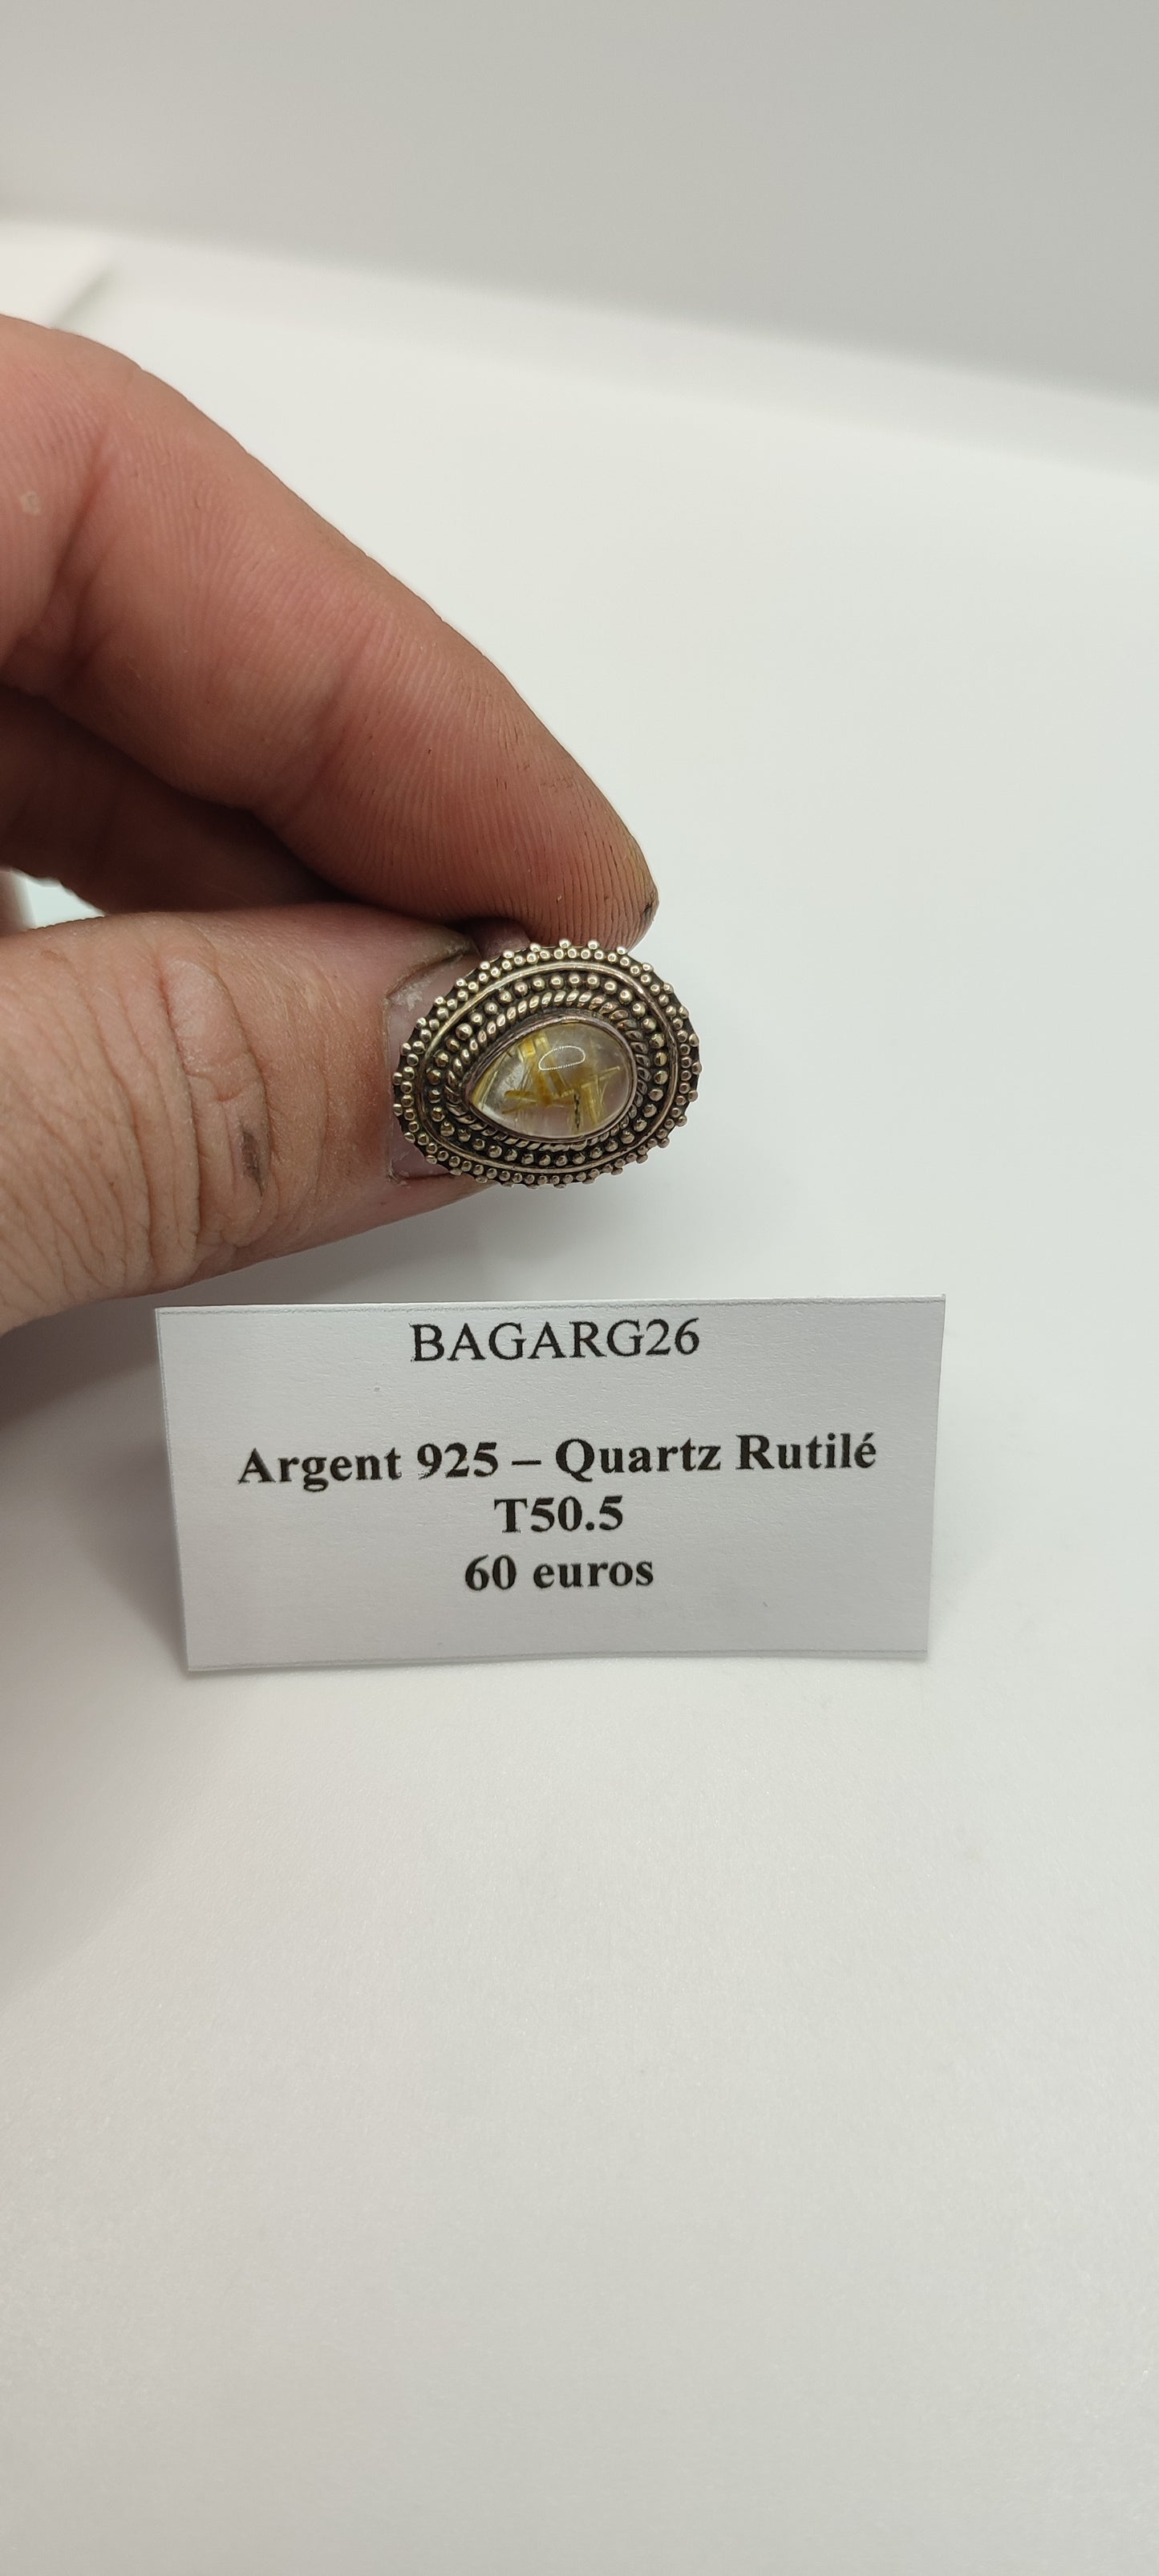 BAGARG26
Argent 925 – Quartz Rutilé
T50.5
60 euros